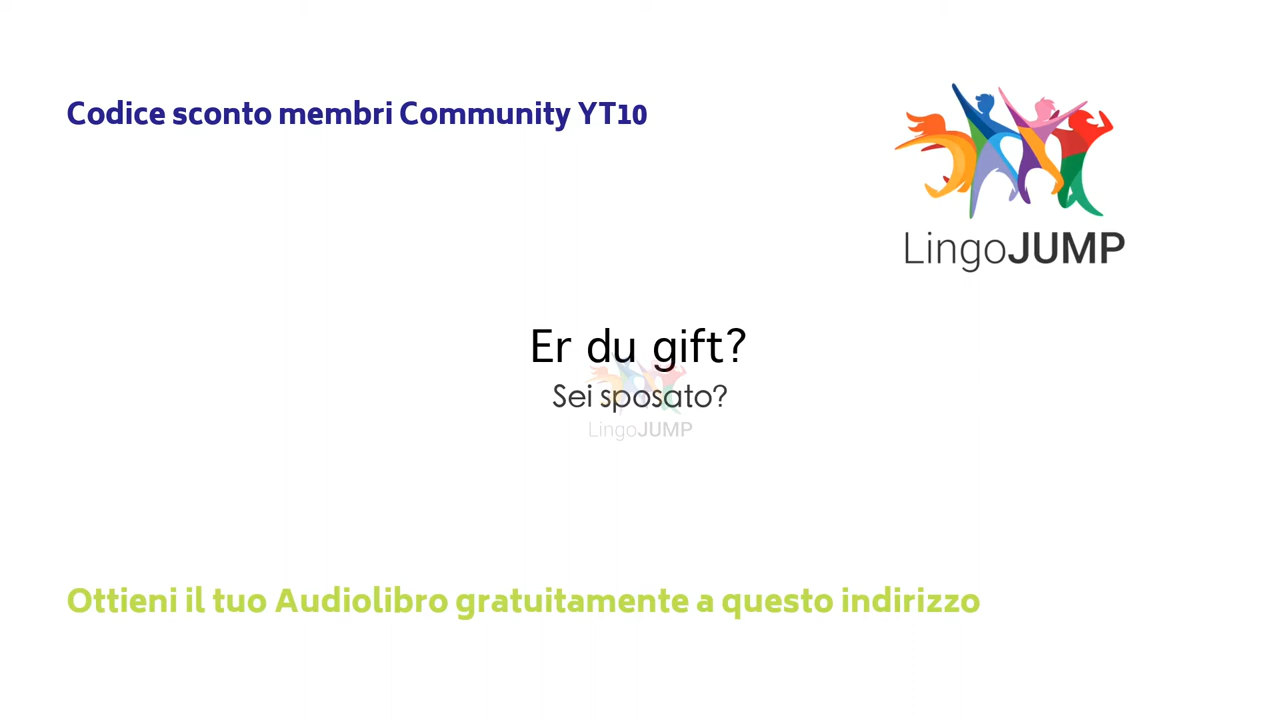 Codice sconto membri Community YT10
LingoJUMP
Er du gift?
Sei sposato?
LingoJUMP
Ottieni il tuo Audiolibro gratuitamente a questo indirizzo